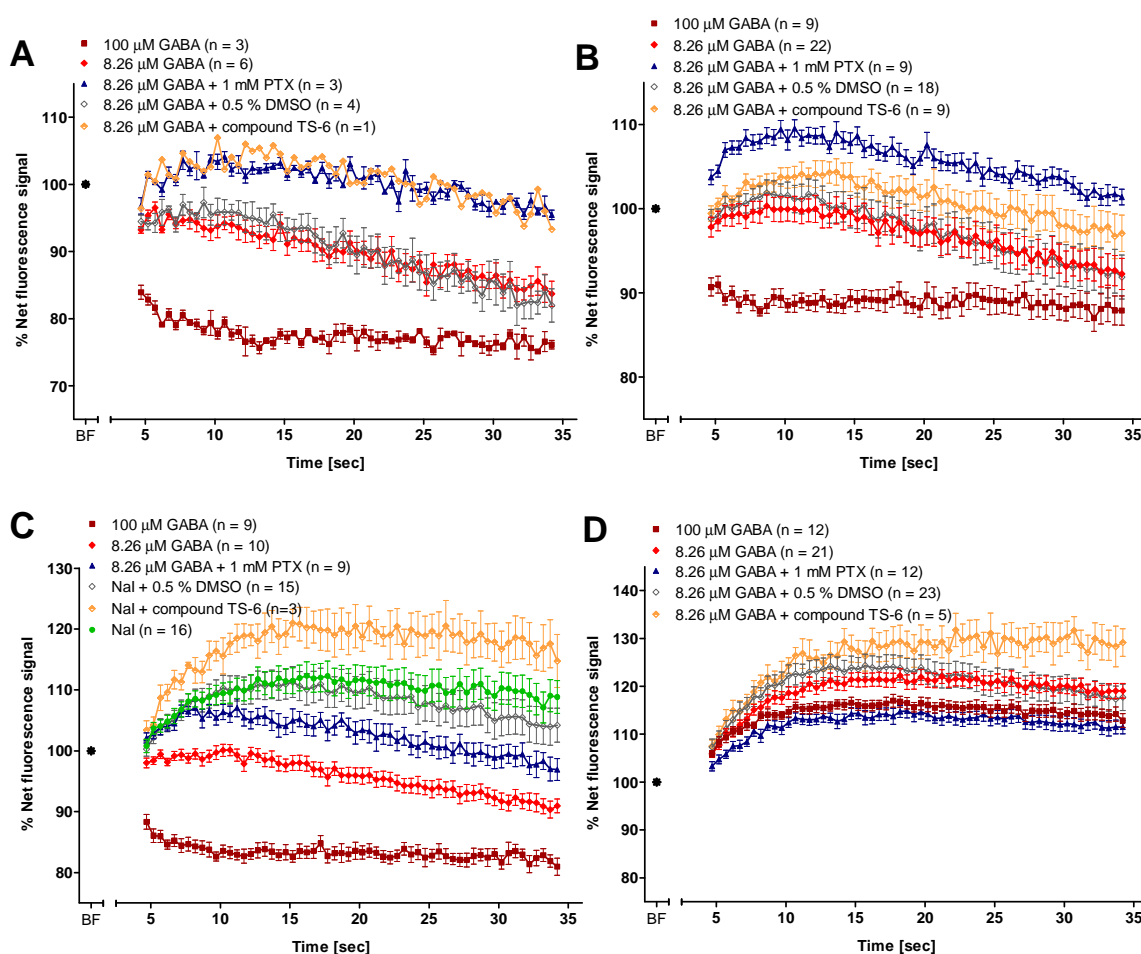 A
100 μM GABA (n = 3)
8.26 μM GABA (n = 6)
8.26 μM GABA + 1 mM PTX (n = 3)
8.26 μM GABA + 0.5 % DMSO (n = 4)
8.26 μM GABA + compound TS-6 (n =1)
110
100
90
80
70
% Net fluorescence signal
BF
5
10
15
20
25
30
35
Time [sec]
B
100 μM GABA (n = 9)
8.26 μM GABA (n = 22)
8.26 μM GABA + 1 mM PTX (n = 9)
8.26 μM GABA + 0.5 % DMSO (n = 18)
8.26 μM GABA + compound TS-6 (n = 9)
110
100
90
80
% Net fluorescence signal
BF
5
10
15
20
25
30
35
Time [sec]
C
100 μM GABA (n = 9)
8.26 μM GABA (n = 10)
8.26 μM GABA + 1 mM PTX (n = 9)
NaI + 0.5 % DMSO (n = 15)
NaI + compound TS-6 (n=3)
NaI (n = 16)
130
120
110
100
90
80
% Net fluorescence signal
BF
5
10
15
20
25
30
35
Time [sec]
D
100 μM GABA (n = 12)
8.26 μM GABA (n = 21)
8.26 μM GABA + 1 mM PTX (n = 12)
8.26 μM GABA + 0.5 % DMSO (n = 23)
8.26 μM GABA + compound TS-6 (n = 5)
140
130
120
110
100
90
80
% Net fluorescence signal
BF
5
10
15
20
25
30
35
Time [sec]